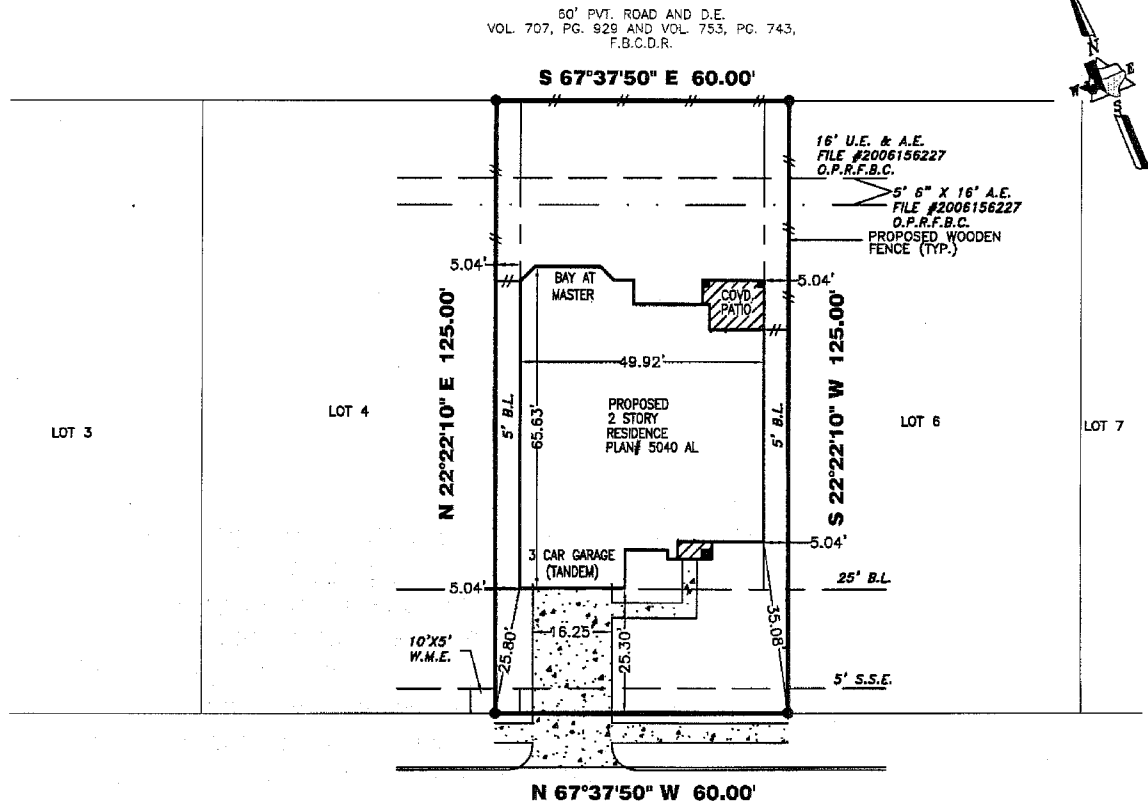 60' PVT. ROAD AND D.E.
VOL. 707, PG. 929 AND VOL. 753, PG. 743,
F.B.C.D.R.
S 67°37'50" E 60.00'
N
E
W
S
16' U.E. & A.E.
FILE #2006156227
O.P.R.F.B.C.
5' 6" X 16' A.E.
FILE #2006156227
O.P.R.F.B.C.
PROPOSED WOODEN
FENCE (TYP.)
5.04'
BAY AT
MASTER
COVD.
PATIO
5.04'
N 22°22'10" E 125.00'
S 22°22'10" W 125.00'
49.92'
65.63'
5' B.L.
5' B.L.
LOT 3
LOT 4
PROPOSED
2 STORY
RESIDENCE
PLAN# 5040 AL
LOT 6
LOT 7
3 CAR GARAGE
(TANDEM)
5.04'
5.04'
25' B.L.
10'X5'
W.M.E.
25.80'
16.25'
25.30'
35.08'
5' S.S.E.
N 67°37'50" W 60.00'